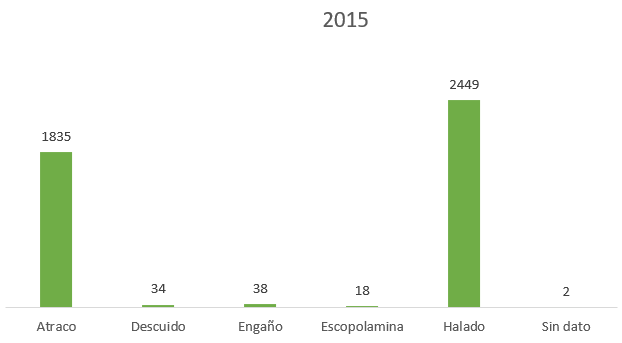 2015
2449
1835
34
38
18
2
Atraco
Descuido
Engaño
Escopolamina
Halado
Sin dato